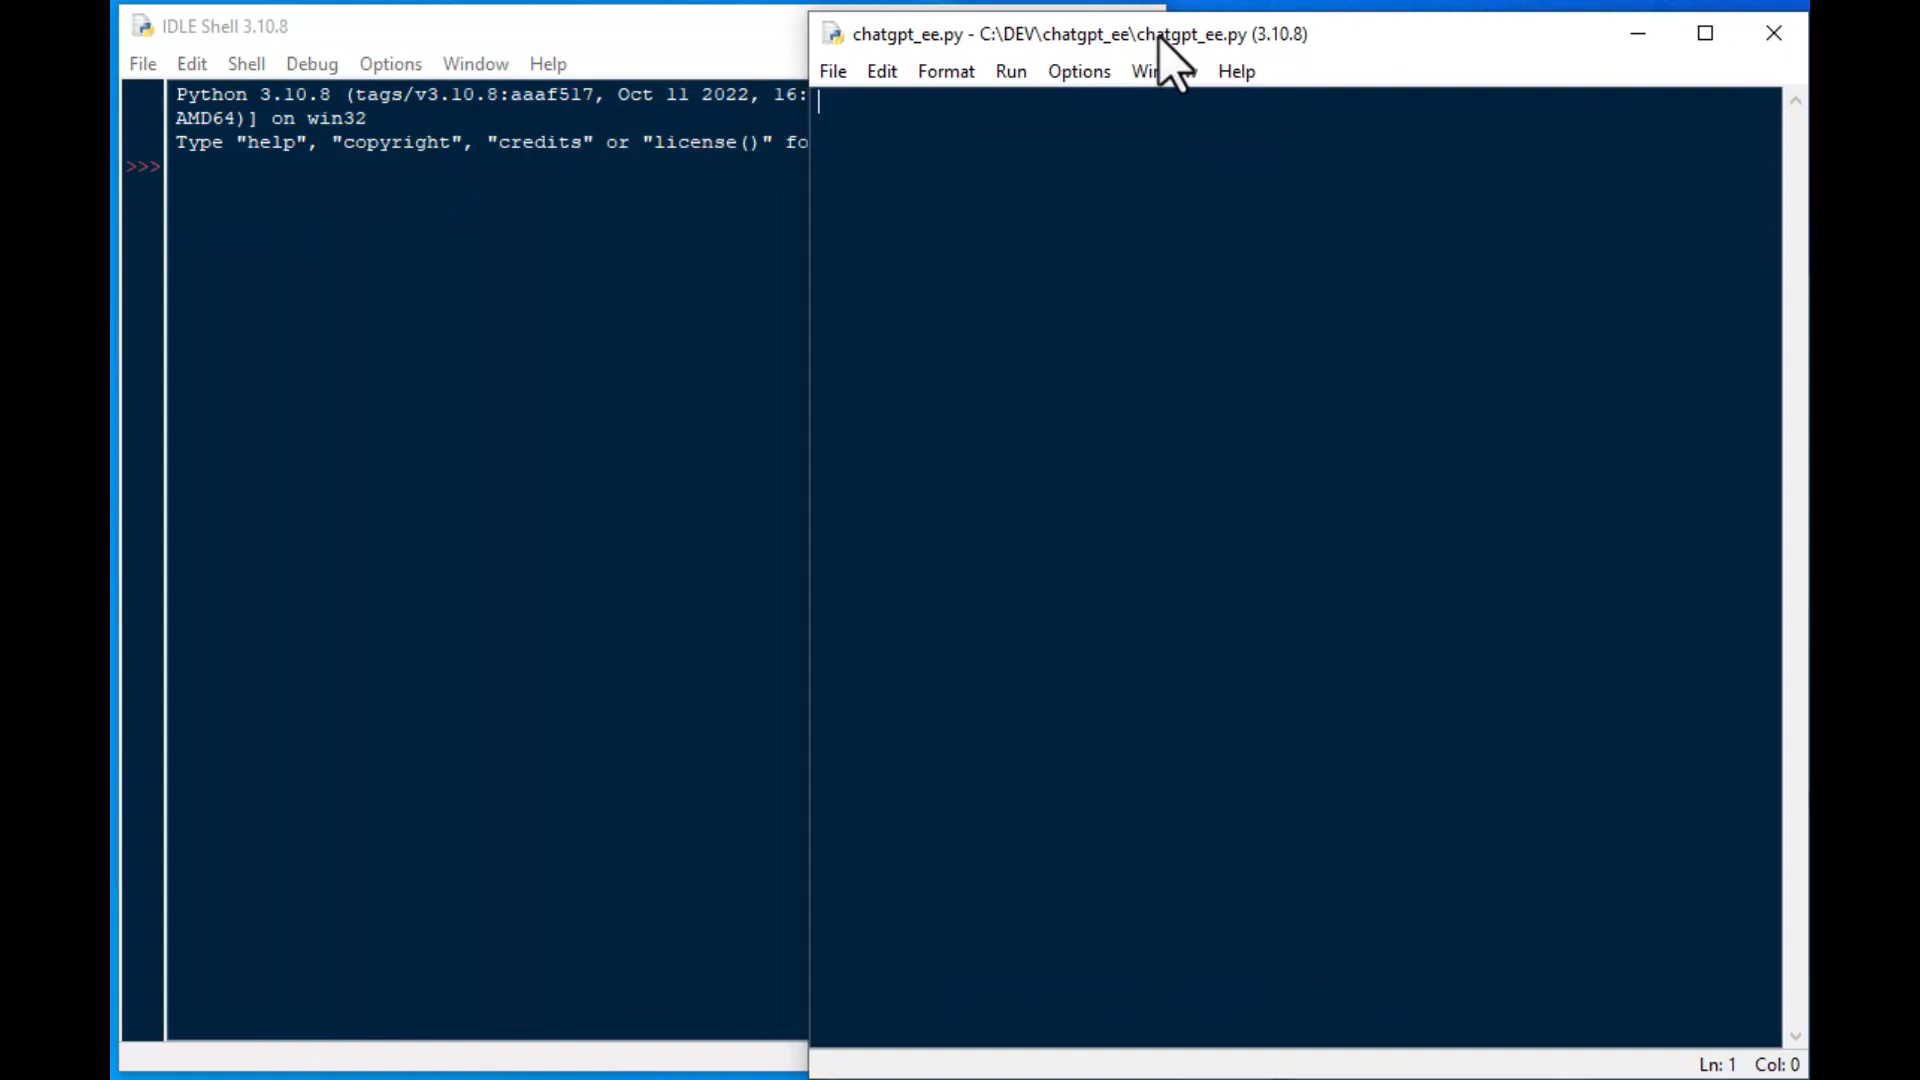 IDLE Shell 3.10.8
File Edit Shell Debug Options Window Help
Python 3.10.8 (tags/v3.10.8:aaaf517, Oct 11 2022, 16:
AMD64)] on win32
Type "help", "copyright", "credits" or "license()" fo
>>>
chatgpt_ee.py - C:\DEV\chatgpt_ee\chatgpt_ee.py (3.10.8)
File Edit Format Run Options Help
Ln: 1 Col: 0